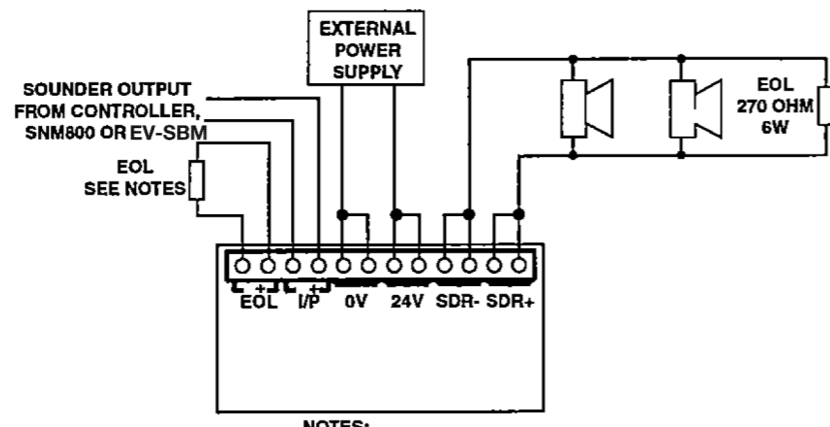 EXTERNAL
POWER
SUPPLY
SOUNDER OUTPUT
FROM CONTROLLER,
SNM800 OR EV-SBM
EOL
SEE NOTES
EOL
270 OHM
6W
- +
- +
EOL I/P 0V 24V SDR- SDR+
NOTES: